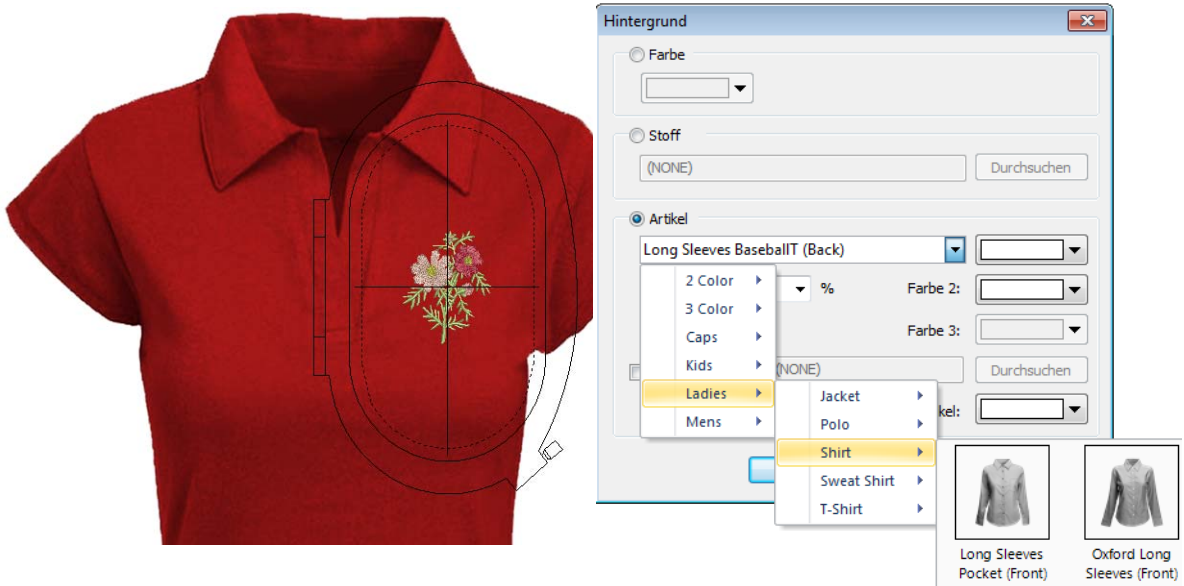 Hintergrund
Farbe
Stoff
(NONE)
Durchsuchen
Artikel
Long Sleeves BaseballT (Back)
2 Color
%
Farbe 2:
3 Color
Farbe 3:
Caps
Kids
(NONE)
Durchsuchen
Ladies
Jacket
kel:
Mens
Polo
Shirt
Sweat Shirt
T-Shirt
Long Sleeves
Pocket (Front)
Oxford Long
Sleeves (Front)